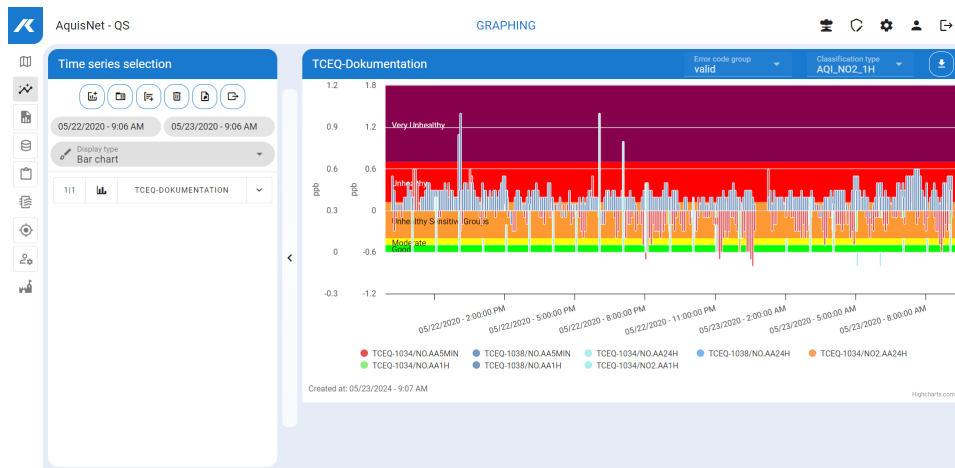 AquisNet - QS
GRAPHING
Time series selection
05/22/2020 - 9:06 AM
05/23/2020 - 9:06 AM
Display type
Bar chart
1|1
TCEQ-DOKUMENTATION
TCEQ-Dokumentation
Error code group
valid
Classification type
AQI_NO2_1H
1.2
0.9
0.6
0.3
0
-0.3
ppb
1.8
1.2
0.6
0
-0.6
-1.2
ppb
Very Unhealthy
Unhealthy
Unhealthy Sensitive Groups
Moderate
Good
05/22/2020 - 2:00:00 PM
05/22/2020 - 5:00:00 PM
05/22/2020 - 8:00:00 PM
05/22/2020 - 11:00:00 PM
05/23/2020 - 2:00:00 AM
05/23/2020 - 5:00:00 AM
05/23/2020 - 8:00:00 AM
TCEQ-1034/NO.AA5MIN
TCEQ-1038/NO.AA5MIN
TCEQ-1034/NO.AA24H
TCEQ-1038/NO.AA24H
TCEQ-1034/NO2.AA24H
TCEQ-1034/NO.AA1H
TCEQ-1038/NO.AA1H
TCEQ-1034/NO2.AA1H
Created at: 05/23/2024 - 9:07 AM
Highcharts.com